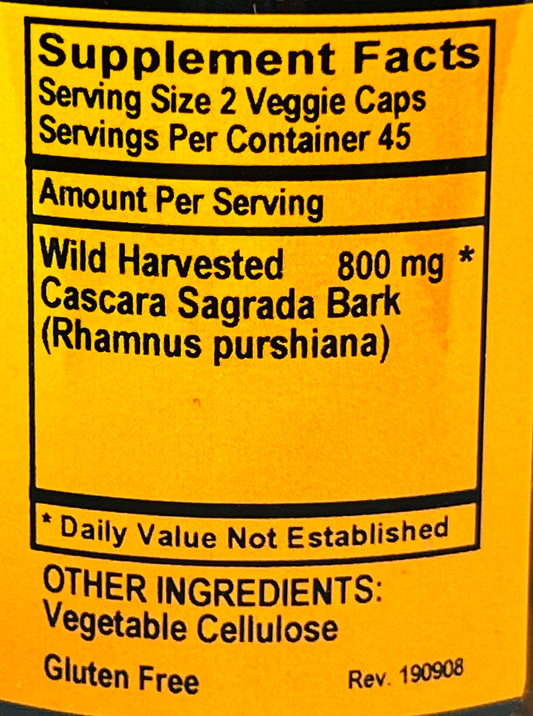 Supplement Facts
Serving Size 2 Veggie Caps
Servings Per Container 45
Amount Per Serving
Wild Harvested 800 mg *
Cascara Sagrada Bark
(Rhamnus purshiana)
* Daily Value Not Established
OTHER INGREDIENTS:
Vegetable Cellulose
Gluten Free Rev. 190908